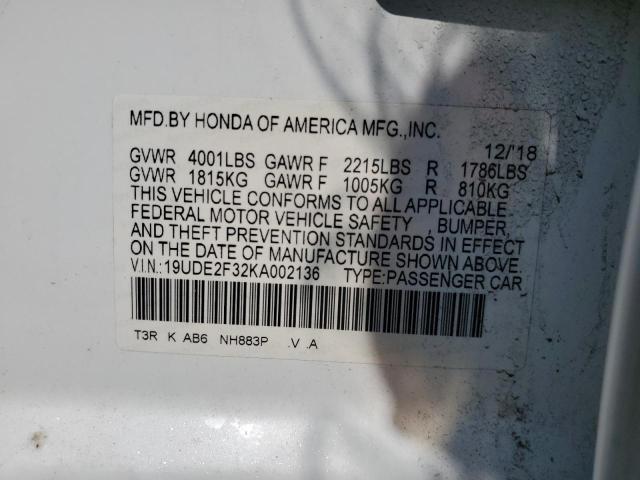 MFD.BY HONDA OF AMERICA MFG.,INC.
12/'18
GVWR 4001LBS GAWR F 2215LBS R 1786LBS
GVWR 1815KG GAWR F 1005KG R 810KG
THIS VEHICLE CONFORMS TO ALL APPLICABLE
FEDERAL MOTOR VEHICLE SAFETY, BUMPER,
AND THEFT PREVENTION STANDARDS IN EFFECT
ON THE DATE OF MANUFACTURE SHOWN ABOVE.
V.I.N.:19UDE2F32KA002136 TYPE:PASSENGER CAR
T3R K AB6 NH883P .V .A